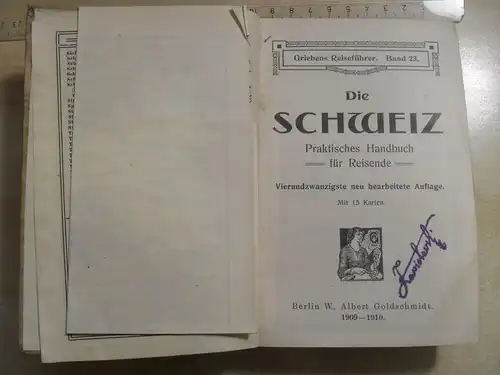 Griebens Reiseführer. Band 23.
Die
SCHWEIZ
Praktisches Handbuch
für Reisende
Vierundzwanzigste neu bearbeitete Auflage.
Mit 15 Karten.
Berlin W., Albert Goldschmidt.
1909—1910.